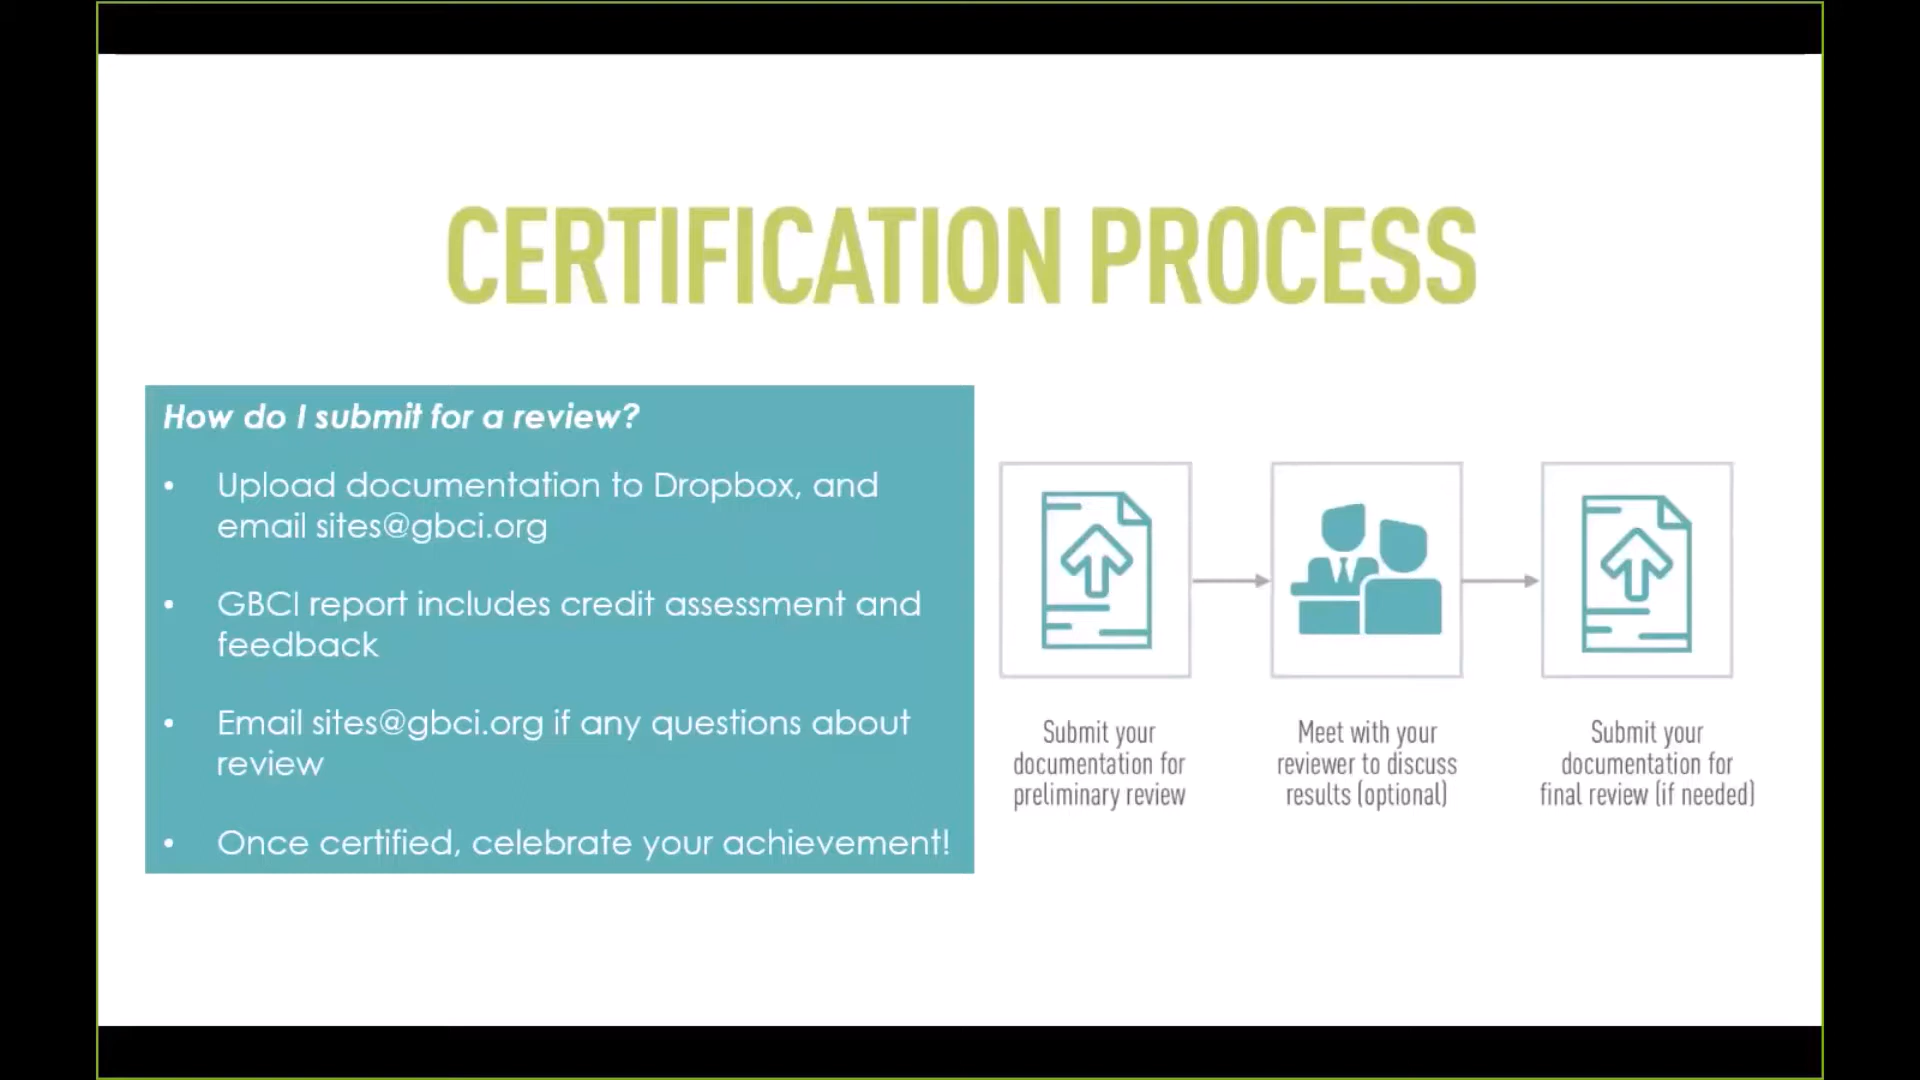 CERTIFICATION PROCESS
How do I submit for a review?
• Upload documentation to Dropbox, and
email sites@gbci.org
• GBCI report includes credit assessment and
feedback
• Email sites@gbci.org if any questions about
review
• Once certified, celebrate your achievement!
Submit your
documentation for
preliminary review
Meet with your
reviewer to discuss
results (optional)
Submit your
documentation for
final review (if needed)